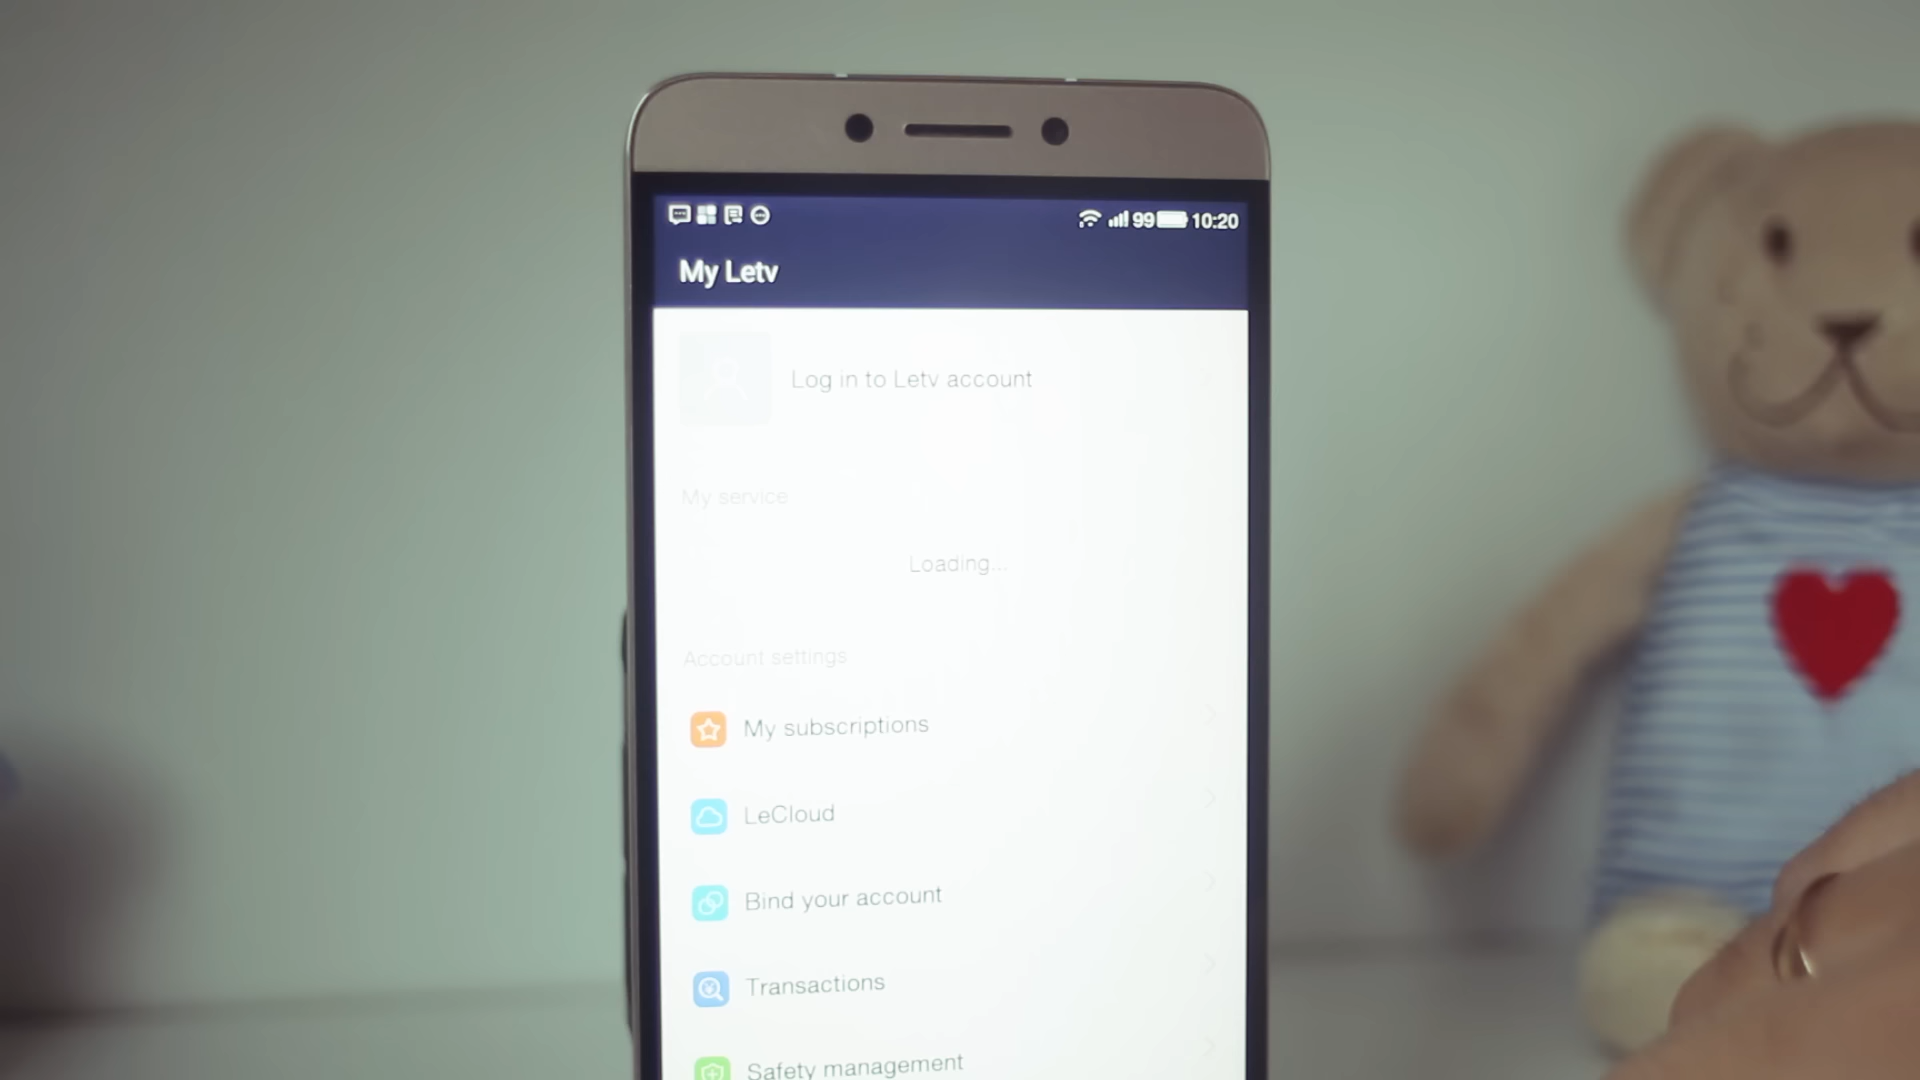 99 10:20
My Letv
Log in to Letv account
My service
Loading...
Account settings
My subscriptions
LeCloud
Bind your account
Transactions
Safety management